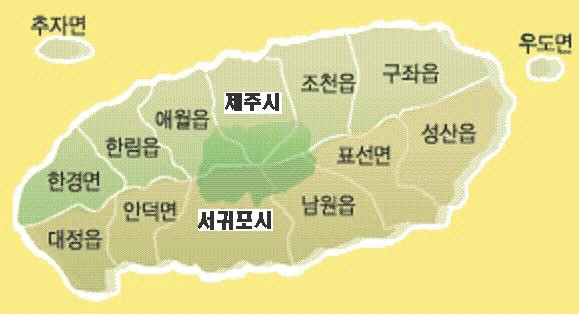 추자면
우도면
구좌읍
조천읍
제주시
애월읍
성산읍
한림읍
표선면
한경면
안덕면
남원읍
서귀포시
대정읍